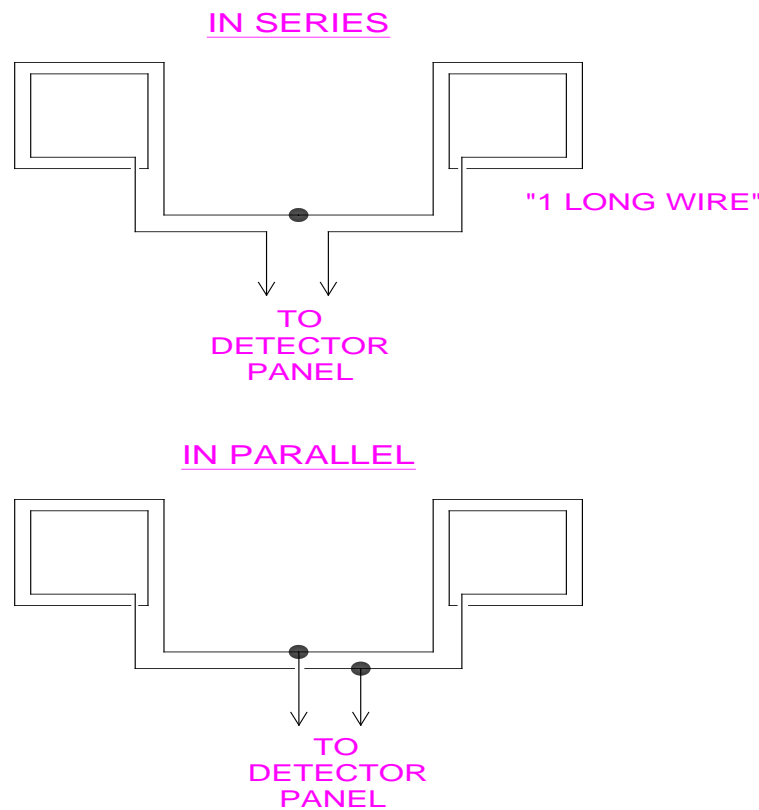 IN SERIES
"1 LONG WIRE"
TO
DETECTOR
PANEL
IN PARALLEL
TO
DETECTOR
PANEL